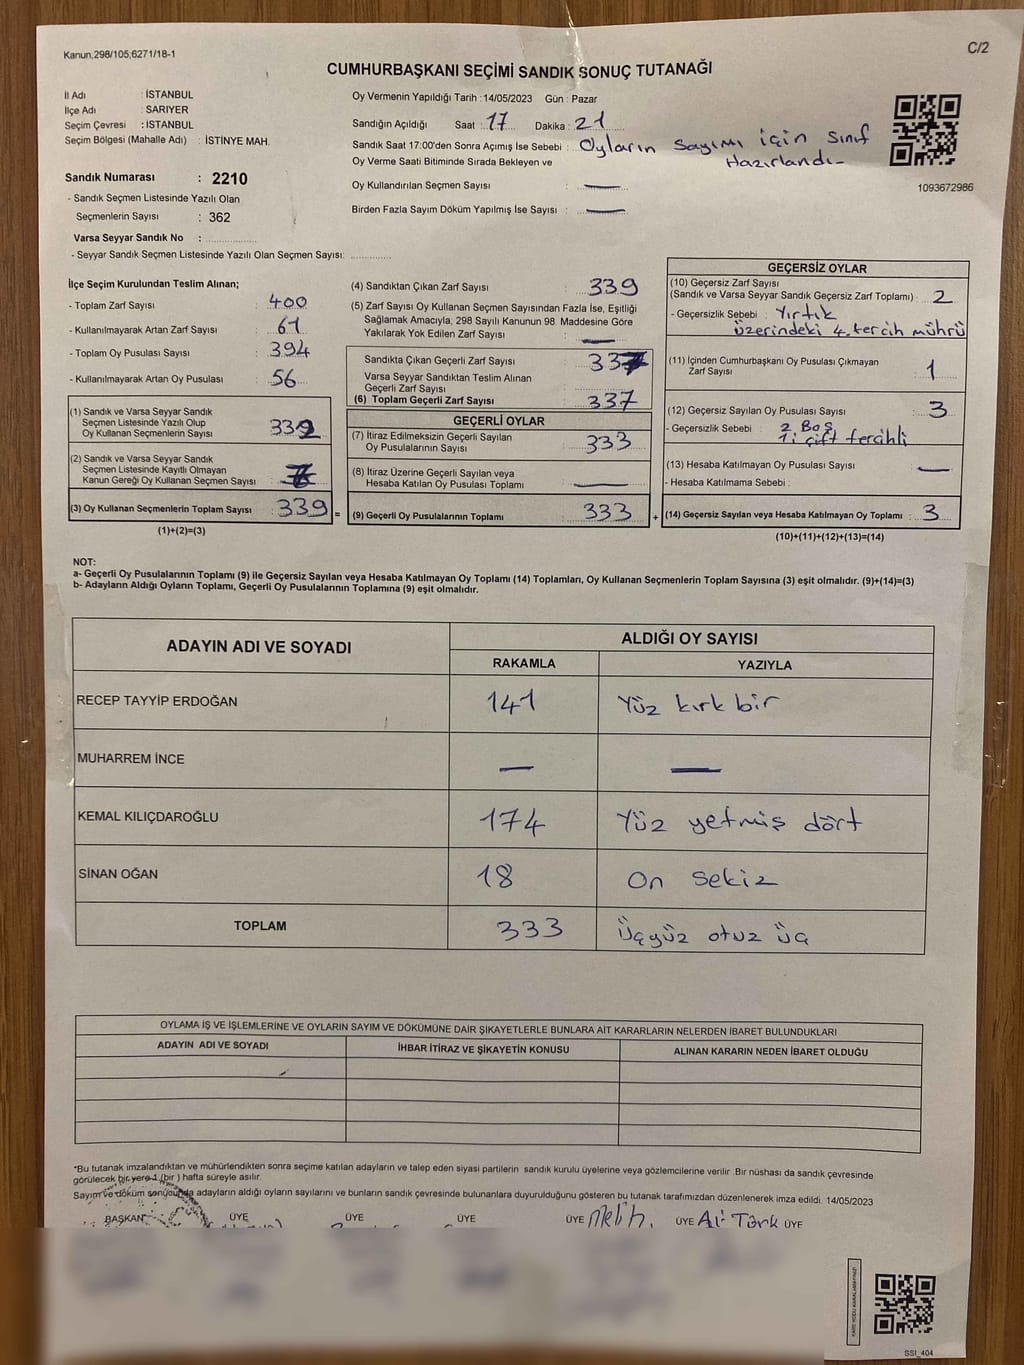 Kanun.298/105.6271/18-1
C/2
CUMHURBAŞKANI SEÇİMİ SANDIK SONUÇ TUTANAĞI
İl Adı : İSTANBUL
İlçe Adı : SARIYER
Seçim Çevresi : İSTANBUL
Seçim Bölgesi (Mahalle Adı) : İSTİNYE MAH.
Oy Vermenin Yapıldığı Tarih :14/05/2023 Gün : Pazar
Sandığın Açıldığı Saat : 17 Dakika : 21
Sandık Saat 17:00'den Sonra Açımış İse Sebebi : Oyların sayımı için sınıf
Hazırlandı-
Oy Verme Saati Bitiminde Sırada Bekleyen ve
Oy Kullandırılan Seçmen Sayısı : —
Birden Fazla Sayım Döküm Yapılmış İse Sayısı : —
1093672986
Sandık Numarası : 2210
- Sandık Seçmen Listesinde Yazılı Olan
Seçmenlerin Sayısı : 362
Varsa Seyyar Sandık No :
- Seyyar Sandık Seçmen Listesinde Yazılı Olan Seçmen Sayısı:
İlçe Seçim Kurulundan Teslim Alınan;
- Toplam Zarf Sayısı : 400
- Kullanılmayarak Artan Zarf Sayısı : 61
- Toplam Oy Pusulası Sayısı : 394
- Kullanılmayarak Artan Oy Pusulası : 56
(1) Sandık ve Varsa Seyyar Sandık
Seçmen Listesinde Yazılı Olup
Oy Kullanan Seçmenlerin Sayısı : 332
(2) Sandık ve Varsa Seyyar Sandık
Seçmen Listesinde Kayıtlı Olmayan
Kanun Gereği Oy Kullanan Seçmen Sayısı :
(3) Oy Kullanan Seçmenlerin Toplam Sayısı : 339 =
(1)+(2)=(3)
(4) Sandıktan Çıkan Zarf Sayısı : 339
(5) Zarf Sayısı Oy Kullanan Seçmen Sayısından Fazla İse, Eşitliği
Sağlamak Amacıyla, 298 Sayılı Kanunun 98. Maddesine Göre
Yakılarak Yok Edilen Zarf Sayısı : —
Sandıkta Çıkan Geçerli Zarf Sayısı : 337
Varsa Seyyar Sandıktan Teslim Alınan
Geçerli Zarf Sayısı :
(6) Toplam Geçerli Zarf Sayısı : 337
GEÇERLİ OYLAR
(7) İtiraz Edilmeksizin Geçerli Sayılan
Oy Pusulalarının Sayısı : 333
(8) İtiraz Üzerine Geçerli Sayılan veya
Hesaba Katılan Oy Pusulası Toplamı : —
(9) Geçerli Oy Pusulalarının Toplamı : 333 +
GEÇERSİZ OYLAR
(10) Geçersiz Zarf Sayısı
(Sandık ve Varsa Seyyar Sandık Geçersiz Zarf Toplamı) : 2
- Geçersizlik Sebebi : Yırtık
üzerindeki 4. tercih mührü
(11) İçinden Cumhurbaşkanı Oy Pusulası Çıkmayan
Zarf Sayısı : 1
(12) Geçersiz Sayılan Oy Pusulası Sayısı : 3
- Geçersizlik Sebebi : 2 Boş
1i çift tercihli
(13) Hesaba Katılmayan Oy Pusulası Sayısı : —
- Hesaba Katılmama Sebebi :
(14) Geçersiz Sayılan veya Hesaba Katılmayan Oy Toplamı : 3
(10)+(11)+(12)+(13)=(14)
NOT:
a- Geçerli Oy Pusulalarının Toplamı (9) ile Geçersiz Sayılan veya Hesaba Katılmayan Oy Toplamı (14) Toplamları, Oy Kullanan Seçmenlerin Toplam Sayısına (3) eşit olmalıdır. (9)+(14)=(3)
b- Adayların Aldığı Oyların Toplamı, Geçerli Oy Pusulalarının Toplamına (9) eşit olmalıdır.
ADAYIN ADI VE SOYADI ALDIĞI OY SAYISI
RAKAMLA YAZIYLA
RECEP TAYYİP ERDOĞAN 141 Yüz kırk bir
MUHARREM İNCE — —
KEMAL KILIÇDAROĞLU 174 Yüz yetmiş dört
SİNAN OĞAN 18 On sekiz
TOPLAM 333 Üçyüz otuz üç
OYLAMA İŞ VE İŞLEMLERİNE VE OYLARIN SAYIM VE DÖKÜMÜNE DAİR ŞİKAYETLERLE BUNLARA AİT KARARLARIN NELERDEN İBARET BULUNDUKLARI
ADAYIN ADI VE SOYADI İHBAR İTİRAZ VE ŞİKAYETİN KONUSU ALINAN KARARIN NEDEN İBARET OLDUĞU
*Bu tutanak imzalandıktan ve mühürlendikten sonra seçime katılan adayların ve talep eden siyasi partilerin sandık kurulu üyelerine veya gözlemcilerine verilir .Bir nüshası da sandık çevresinde
görülecek bir yere 1 (bir ) hafta süreyle asılır.
Sayım ve döküm sonucunda adayların aldığı oyların sayılarını ve bunların sandık çevresinde bulunanlara duyurulduğunu gösteren bu tutanak tarafımızdan düzenlenerek imza edildi. 14/05/2023
BAŞKAN ÜYE ÜYE ÜYE ÜYE Melih. ÜYE Ali Türk ÜYE
SSI_404